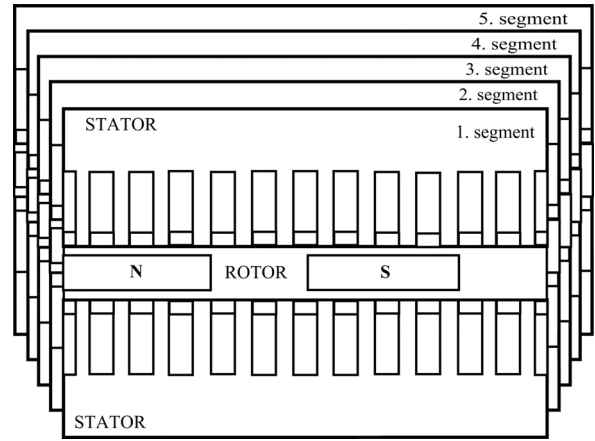 5. segment
4. segment
3. segment
2. segment
STATOR
1. segment
N ROTOR S
STATOR